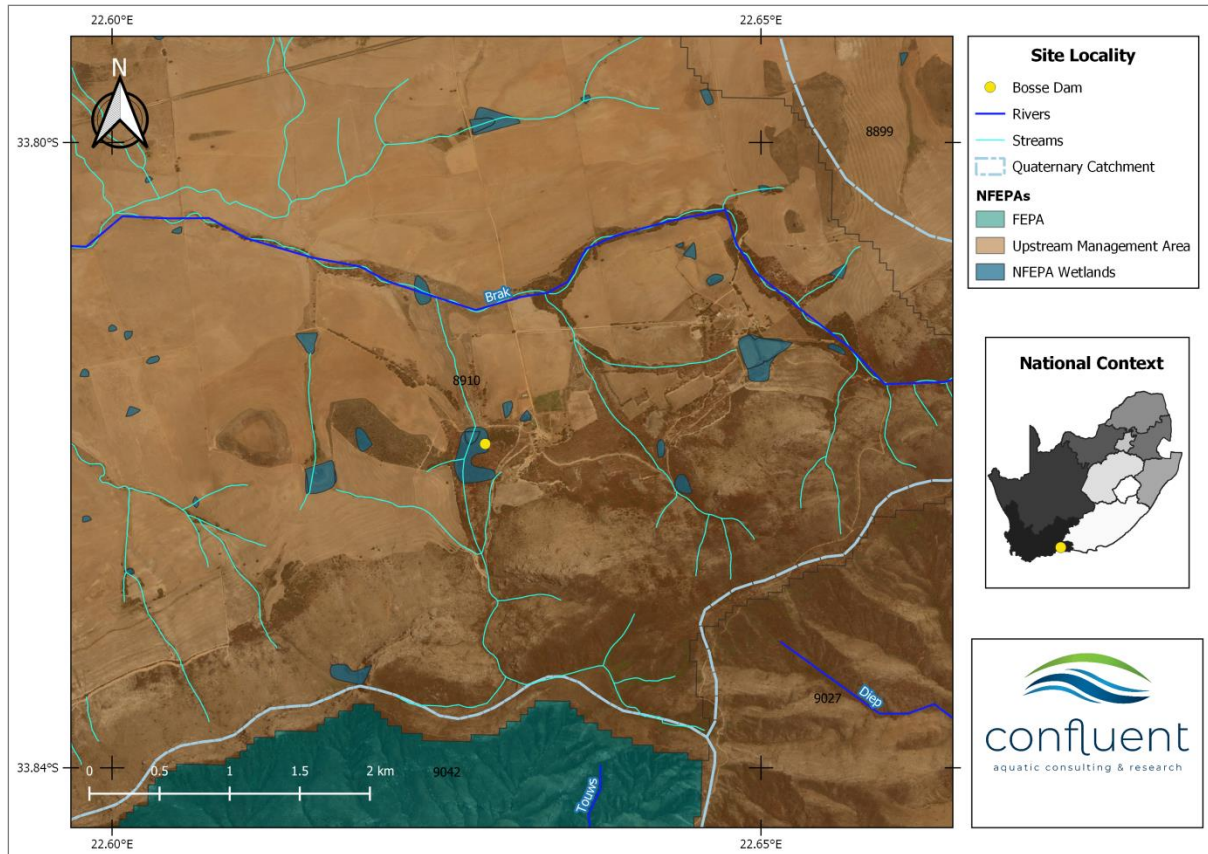 22.60°E
22.65°E
N
33.80°S
8899
Brak
8910
Diep
9027
33.84°S
0 0.5 1 1.5 2 km
9042
Touws
22.60°E
22.65°E
Site Locality
Bosse Dam
Rivers
Streams
Quaternary Catchment
NFEPAs
FEPA
Upstream Management Area
NFEPA Wetlands
National Context
confluent
aquatic consulting & research